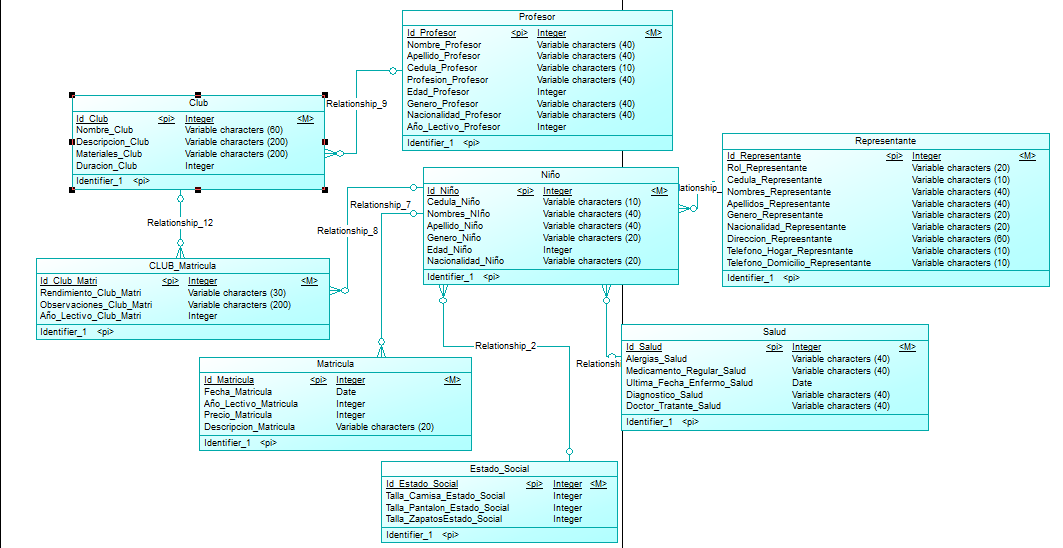 Profesor
Id_Profesor <pi> Integer <M>
Nombre_Profesor Variable characters (40)
Apellido_Profesor Variable characters (40)
Cedula_Profesor Variable characters (10)
Profesion_Profesor Variable characters (40)
Edad_Profesor Integer
Genero_Profesor Variable characters (40)
Nacionalidad_Profesor Variable characters (40)
Año_Lectivo_Profesor Integer
Identifier_1 <pi>
Relationship_9
Club
Id_Club <pi> Integer <M>
Nombre_Club Variable characters (60)
Descripcion_Club Variable characters (200)
Materiales_Club Variable characters (200)
Duracion_Club Integer
Identifier_1 <pi>
Representante
Id_Representante <pi> Integer <M>
Rol_Representante Variable characters (20)
Cedula_Representante Variable characters (10)
Nombres_Representante Variable characters (40)
Apellidos_Representante Variable characters (40)
Genero_Representante Variable characters (20)
Nacionalidad_Representante Variable characters (20)
Direccion_Repreesntante Variable characters (60)
Telefono_Hogar_Represntante Variable characters (10)
Telefono_Domicilio_Represntante Variable characters (10)
Identifier_1 <pi>
Niño
Id_Niño <pi> Integer <M>
Cedula_Niño Variable characters (10)
Nombres_NIño Variable characters (40)
Apellido_Niño Variable characters (40)
Genero_Niño Variable characters (20)
Edad_Niño Integer
Nacionalidad_Niño Variable characters (20)
Identifier_1 <pi>
elationship_
Relationship_7
Relationship_8
Relationship_12
CLUB_Matricula
Id_Club_Matri <pi> Integer <M>
Rendimiento_Club_Matri Variable characters (30)
Observaciones_Club_Matri Variable characters (200)
Año_Lectivo_Club_Matri Integer
Identifier_1 <pi>
Relationship_2
Relationsh
Salud
Id_Salud <pi> Integer <M>
Alergias_Salud Variable characters (40)
Medicamento_Regular_Salud Variable characters (40)
Ultima_Fecha_Enfermo_Salud Date
Diagnostico_Salud Variable characters (40)
Doctor_Tratante_Salud Variable characters (40)
Identifier_1 <pi>
Matricula
Id_Matricula <pi> Integer <M>
Fecha_Matricula Date
Año_Lectivo_Matricula Integer
Precio_Matricula Integer
Descripcion_Matricula Variable characters (20)
Identifier_1 <pi>
Estado_Social
Id_Estado_Social <pi> Integer <M>
Talla_Camisa_Estado_Social Integer
Talla_Pantalon_Estado_Social Integer
Talla_ZapatosEstado_Social Integer
Identifier_1 <pi>